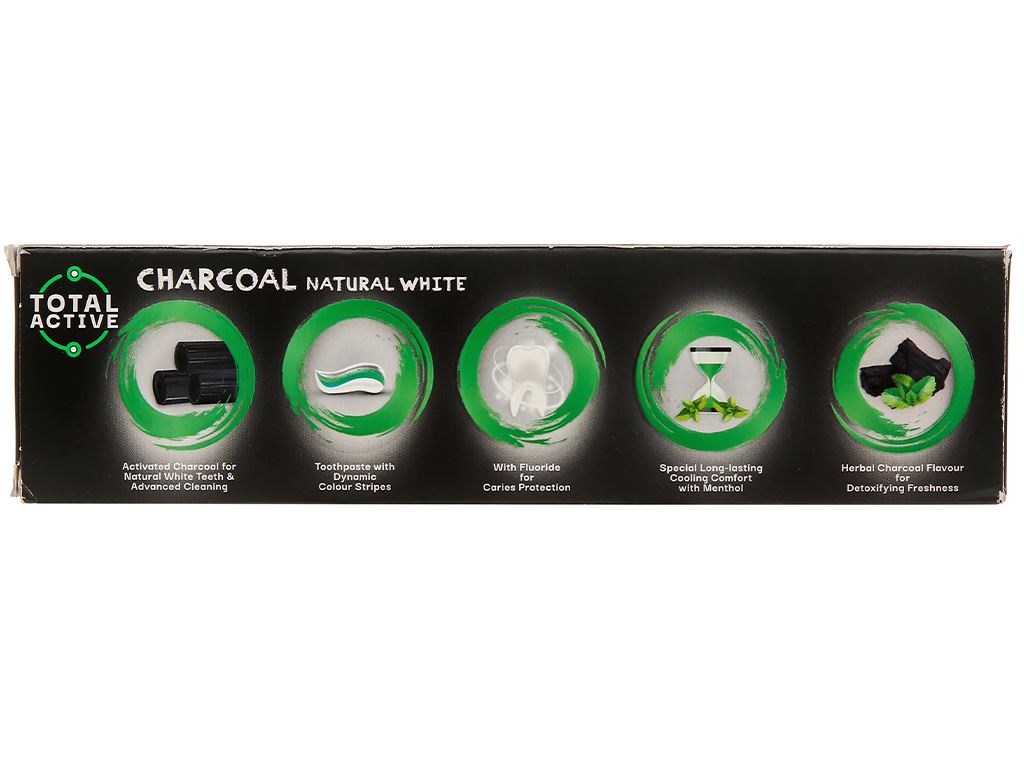 TOTAL
ACTIVE
CHARCOAL NATURAL WHITE
Activated Charcoal for
Natural White Teeth &
Advanced Cleaning
Toothpaste with
Dynamic
Colour Stripes
With Fluoride
for
Caries Protection
Special Long-lasting
Cooling Comfort
with Menthol
Herbal Charcoal Flavour
for
Detoxifying Freshness